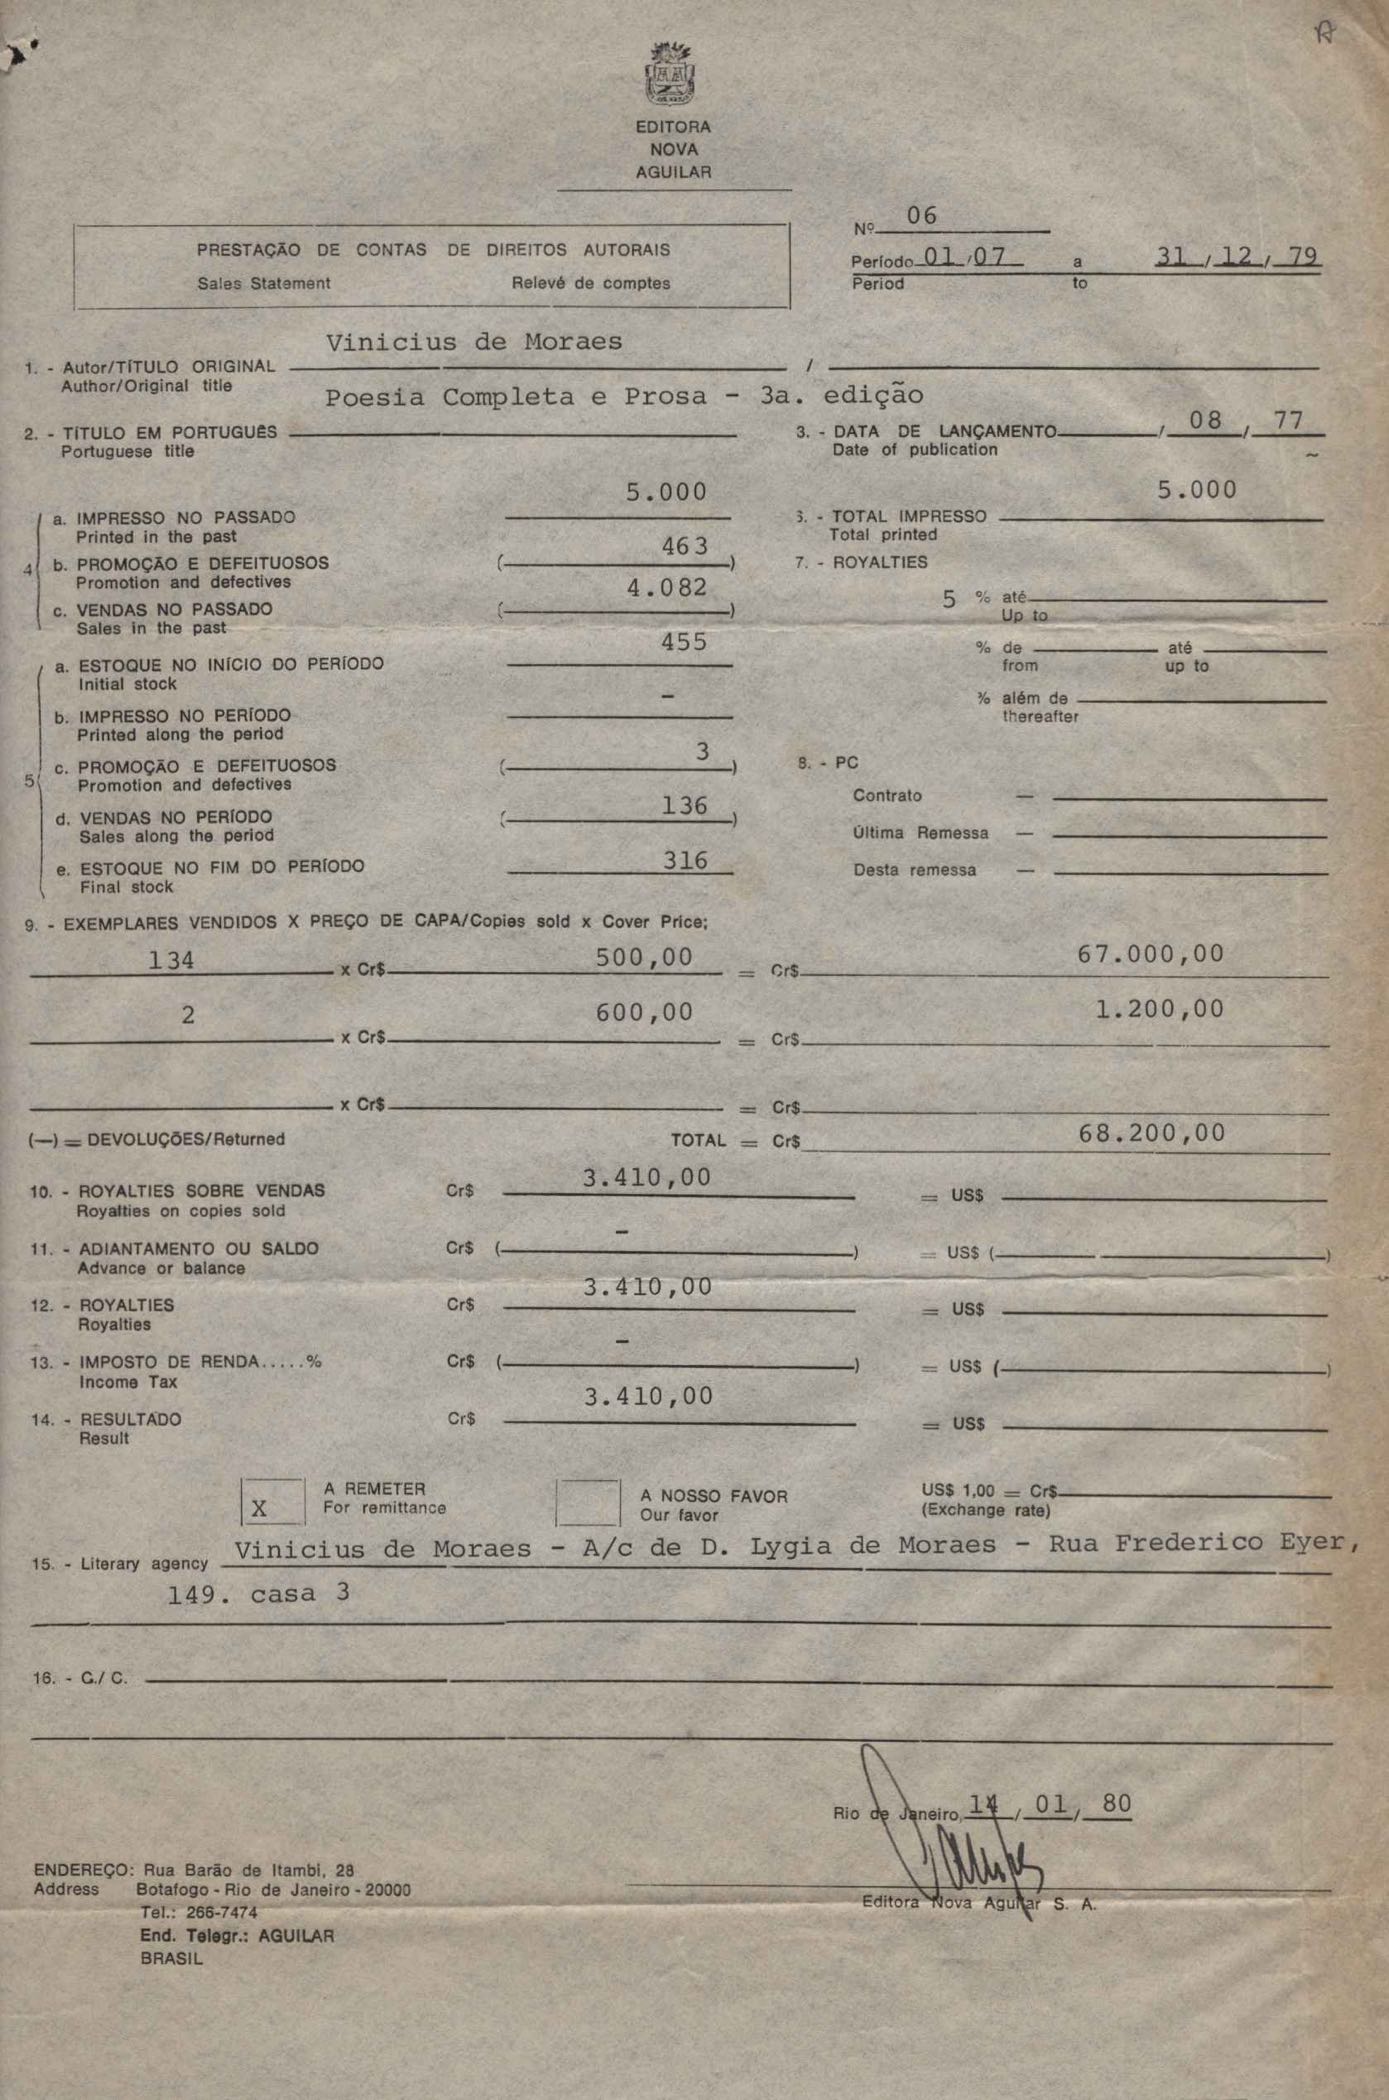 A
EDITORA
NOVA
AGUILAR
Nº 06
PRESTAÇÃO DE CONTAS DE DIREITOS AUTORAIS
Sales Statement Relevé de comptes
Período 01 / 07 a 31 / 12 / 79
Period to
Vinicius de Moraes
1. - Autor/TÍTULO ORIGINAL /
Author/Original title
Poesia Completa e Prosa - 3a. edição
2. - TÍTULO EM PORTUGUÊS
Portuguese title
3. - DATA DE LANÇAMENTO / 08 / 77
Date of publication
4
a. IMPRESSO NO PASSADO 5.000
Printed in the past
b. PROMOÇÃO E DEFEITUOSOS ( 463 )
Promotion and defectives
c. VENDAS NO PASSADO ( 4.082 )
Sales in the past
5
a. ESTOQUE NO INÍCIO DO PERÍODO 455
Initial stock
b. IMPRESSO NO PERÍODO -
Printed along the period
c. PROMOÇÃO E DEFEITUOSOS ( 3 )
Promotion and defectives
d. VENDAS NO PERÍODO ( 136 )
Sales along the period
e. ESTOQUE NO FIM DO PERÍODO 316
Final stock
6. - TOTAL IMPRESSO 5.000
Total printed
7. - ROYALTIES
5 % até
Up to
% de até
from up to
% além de
thereafter
8. - PC
Contrato —
Última Remessa —
Desta remessa —
9. - EXEMPLARES VENDIDOS X PREÇO DE CAPA/Copies sold x Cover Price;
134 x Cr$ 500,00 = Cr$ 67.000,00
2 x Cr$ 600,00 = Cr$ 1.200,00
x Cr$ = Cr$
(—) = DEVOLUÇÕES/Returned TOTAL = Cr$ 68.200,00
10. - ROYALTIES SOBRE VENDAS Cr$ 3.410,00 = US$
Royalties on copies sold
11. - ADIANTAMENTO OU SALDO Cr$ ( - ) = US$ ( )
Advance or balance
12. - ROYALTIES Cr$ 3.410,00 = US$
Royalties
13. - IMPOSTO DE RENDA.....% Cr$ ( - ) = US$ ( )
Income Tax
14. - RESULTADO Cr$ 3.410,00 = US$
Result
X A REMETER
For remittance
A NOSSO FAVOR
Our favor
US$ 1,00 = Cr$
(Exchange rate)
15. - Literary agency Vinicius de Moraes - A/c de D. Lygia de Moraes - Rua Frederico Eyer,
149. casa 3
16. - C./ C.
Rio de Janeiro, 14 / 01 / 80
Editora Nova Aguilar S. A.
ENDEREÇO: Rua Barão de Itambi, 28
Address Botafogo - Rio de Janeiro - 20000
Tel.: 266-7474
End. Telegr.: AGUILAR
BRASIL